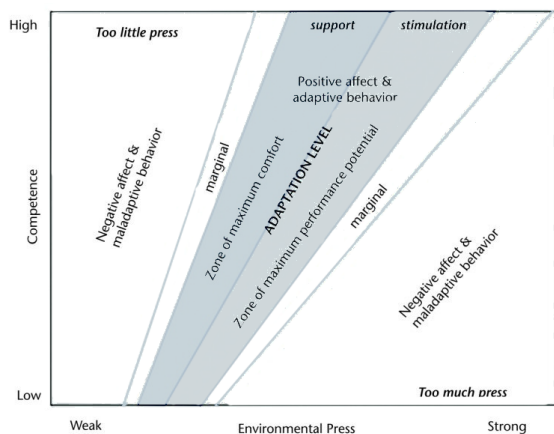 High
Too little press
support
stimulation
Positive affect &
adaptive behavior
Negative affect &
maladaptive behavior
marginal
Zone of maximum comfort
ADAPTATION LEVEL
Zone of maximum performance potential
marginal
Negative affect &
maladaptive behavior
Competence
Low
Too much press
Weak
Environmental Press
Strong